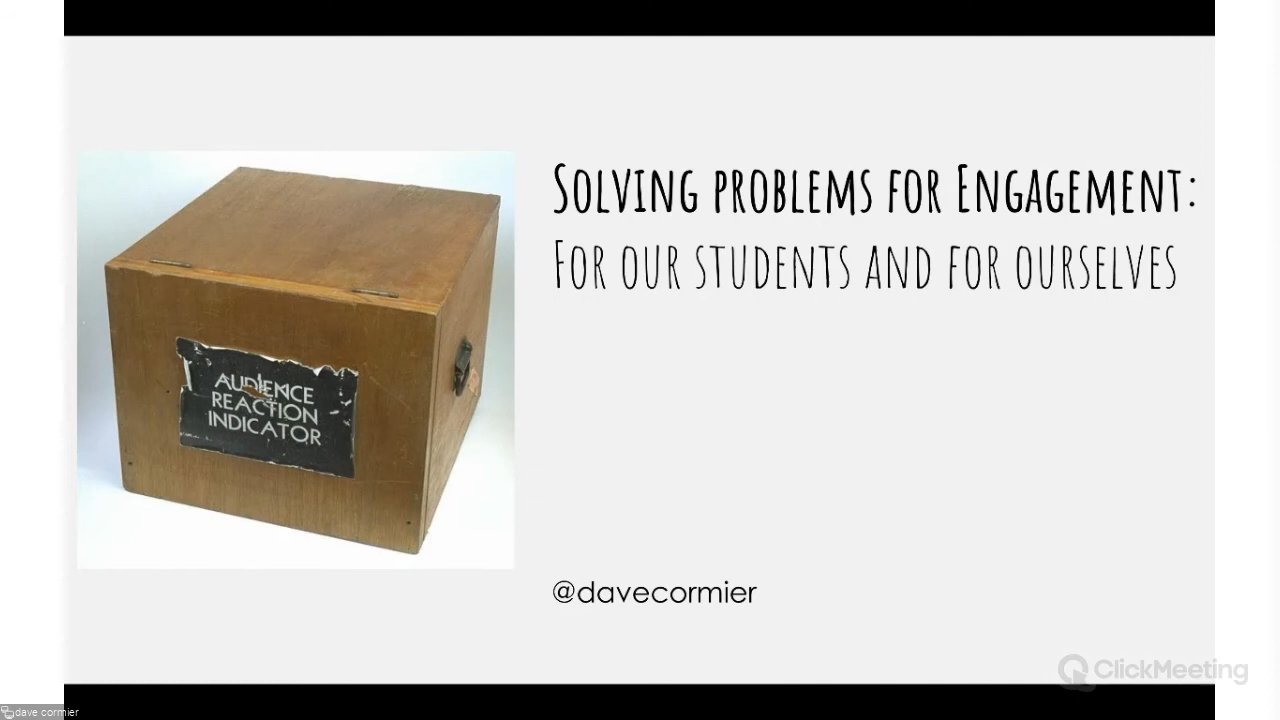 Solving problems for Engagement:
For our students and for ourselves
AUDIENCE
REACTION
INDICATOR
@davecormier
ClickMeeting
dave cormier